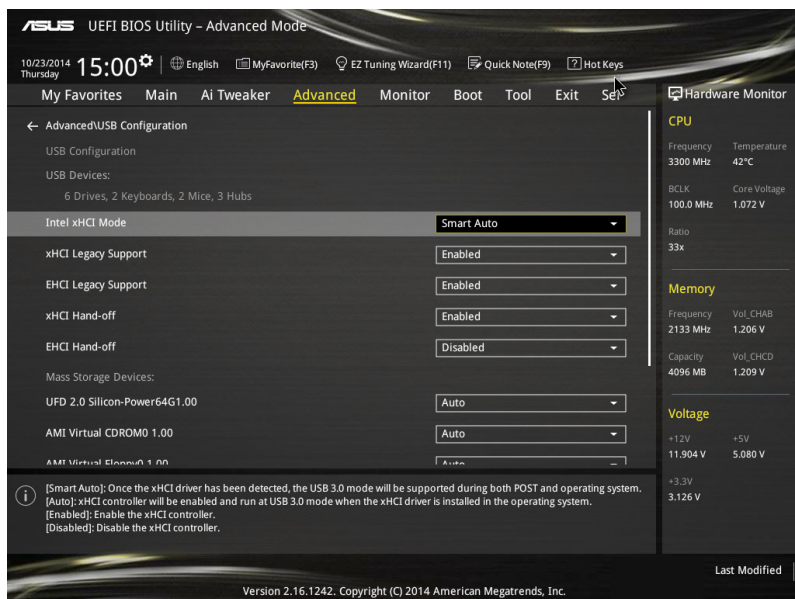 ASUS UEFI BIOS Utility – Advanced Mode
10/23/2014 Thursday 15:00 English MyFavorite(F3) EZ Tuning Wizard(F11) Quick Note(F9) ? Hot Keys
My Favorites Main Ai Tweaker Advanced Monitor Boot Tool Exit
Hardware Monitor
← Advanced\USB Configuration
USB Configuration
USB Devices:
6 Drives, 2 Keyboards, 2 Mice, 3 Hubs
Intel xHCI Mode Smart Auto
xHCI Legacy Support Enabled
EHCI Legacy Support Enabled
xHCI Hand-off Enabled
EHCI Hand-off Disabled
Mass Storage Devices:
UFD 2.0 Silicon-Power64G1.00 Auto
AMI Virtual CDROM0 1.00 Auto
AMI Virtual Floppy0 1.00 Auto
CPU
Frequency Temperature
3300 MHz 42°C
BCLK Core Voltage
100.0 MHz 1.072 V
Ratio
33x
Memory
Frequency Vol_CHAB
2133 MHz 1.206 V
Capacity Vol_CHCD
4096 MB 1.209 V
Voltage
+12V +5V
11.904 V 5.080 V
+3.3V
3.126 V
[Smart Auto]: Once the xHCI driver has been detected, the USB 3.0 mode will be supported during both POST and operating system.
[Auto]: xHCI controller will be enabled and run at USB 3.0 mode when the xHCI driver is installed in the operating system.
[Enabled]: Enable the xHCI controller.
[Disabled]: Disable the xHCI controller.
Last Modified
Version 2.16.1242. Copyright (C) 2014 American Megatrends, Inc.